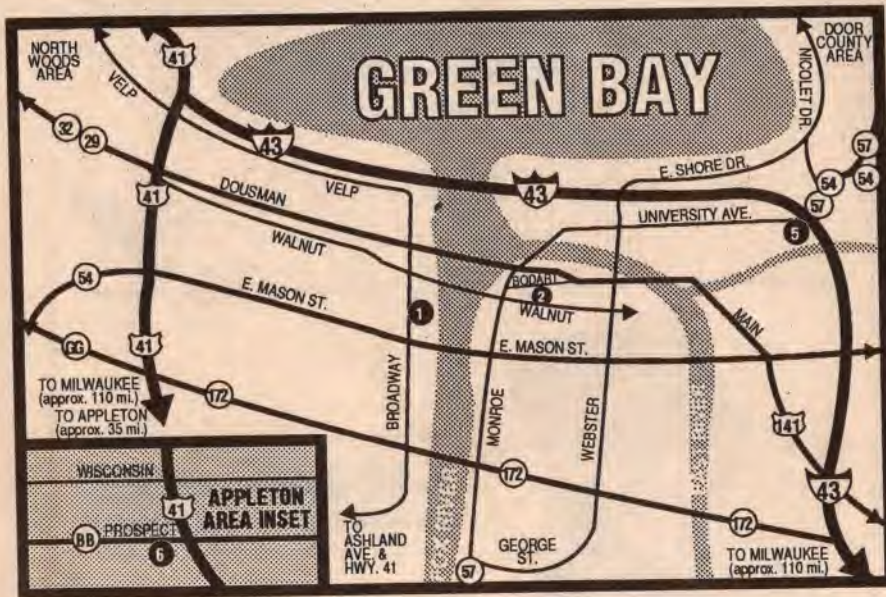 NORTH
WOODS
AREA
VELP
41
GREEN BAY
NICOLET DR.
DOOR
COUNTY
AREA
32
29
43
57
E. SHORE DR.
54
54
57
41
DOUSMAN
VELP
43
UNIVERSITY AVE.
5
WALNUT
BODART
2
WALNUT
54
E. MASON ST.
1
E. MASON ST.
MAIN
41
GG
TO MILWAUKEE
(approx. 110 mi.)
TO APPLETON
(approx. 35 mi.)
172
BROADWAY
MONROE
WEBSTER
141
172
43
WISCONSIN
41
APPLETON
AREA INSET
BB
PROSPECT
6
TO
ASHLAND
AVE. &
HWY. 41
FOX RIVER
57
GEORGE
ST.
172
TO MILWAUKEE
(approx. 110 mi.)